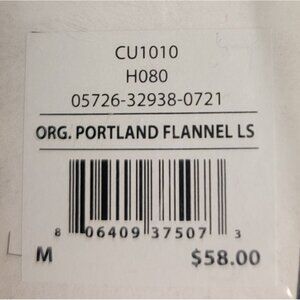 CU1010
H080
05726-32938-0721
ORG. PORTLAND FLANNEL LS
8 06409 37507 3
M $58.00